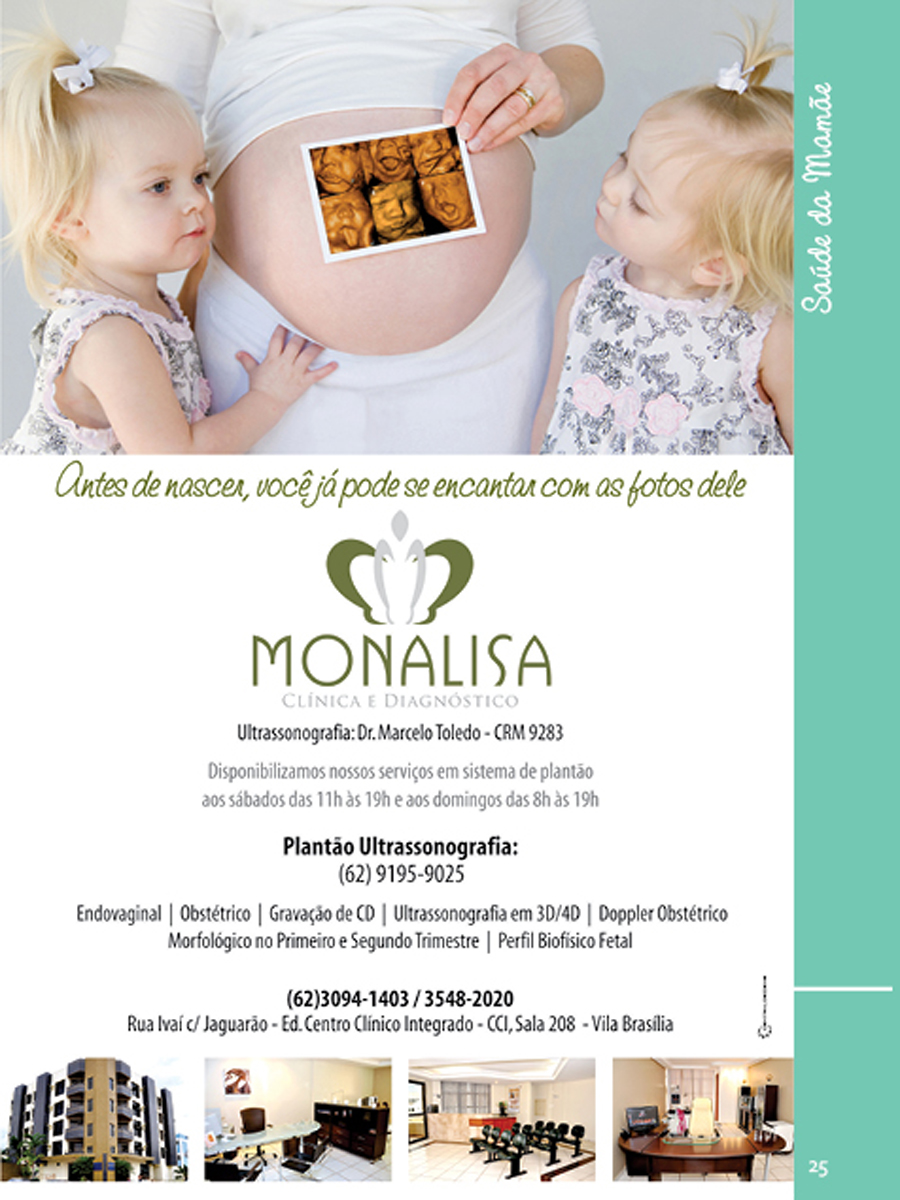 Saúde da Mamãe
Antes de nascer, você já pode se encantar com as fotos dele
MONALISA
CLÍNICA E DIAGNÓSTICO
Ultrassonografia: Dr. Marcelo Toledo - CRM 9283
Disponibilizamos nossos serviços em sistema de plantão
aos sábados das 11h às 19h e aos domingos das 8h às 19h
Plantão Ultrassonografia:
(62) 9195-9025
Endovaginal | Obstétrico | Gravação de CD | Ultrassonografia em 3D/4D | Doppler Obstétrico
Morfológico no Primeiro e Segundo Trimestre | Perfil Biofísico Fetal
(62)3094-1403 / 3548-2020
Rua Ivaí c/ Jaguarão - Ed. Centro Clínico Integrado - CCI, Sala 208 - Vila Brasília
25